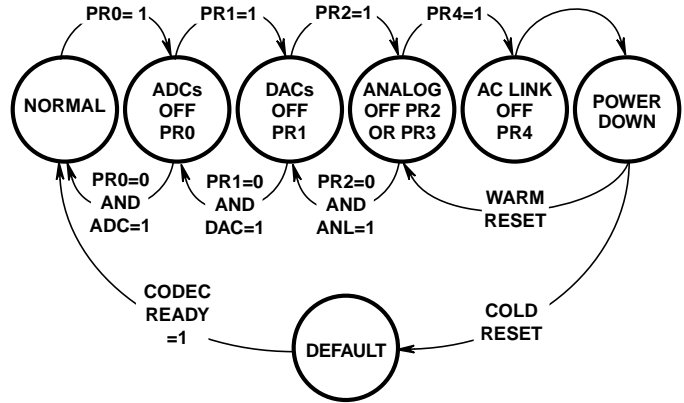 PR0= 1
PR1=1
PR2=1
PR4=1
NORMAL
ADCs
OFF
PR0
DACs
OFF
PR1
ANALOG
OFF PR2
OR PR3
AC LINK
OFF
PR4
POWER
DOWN
PR0=0
AND
ADC=1
PR1=0
AND
DAC=1
PR2=0
AND
ANL=1
WARM
RESET
CODEC
READY
=1
DEFAULT
COLD
RESET